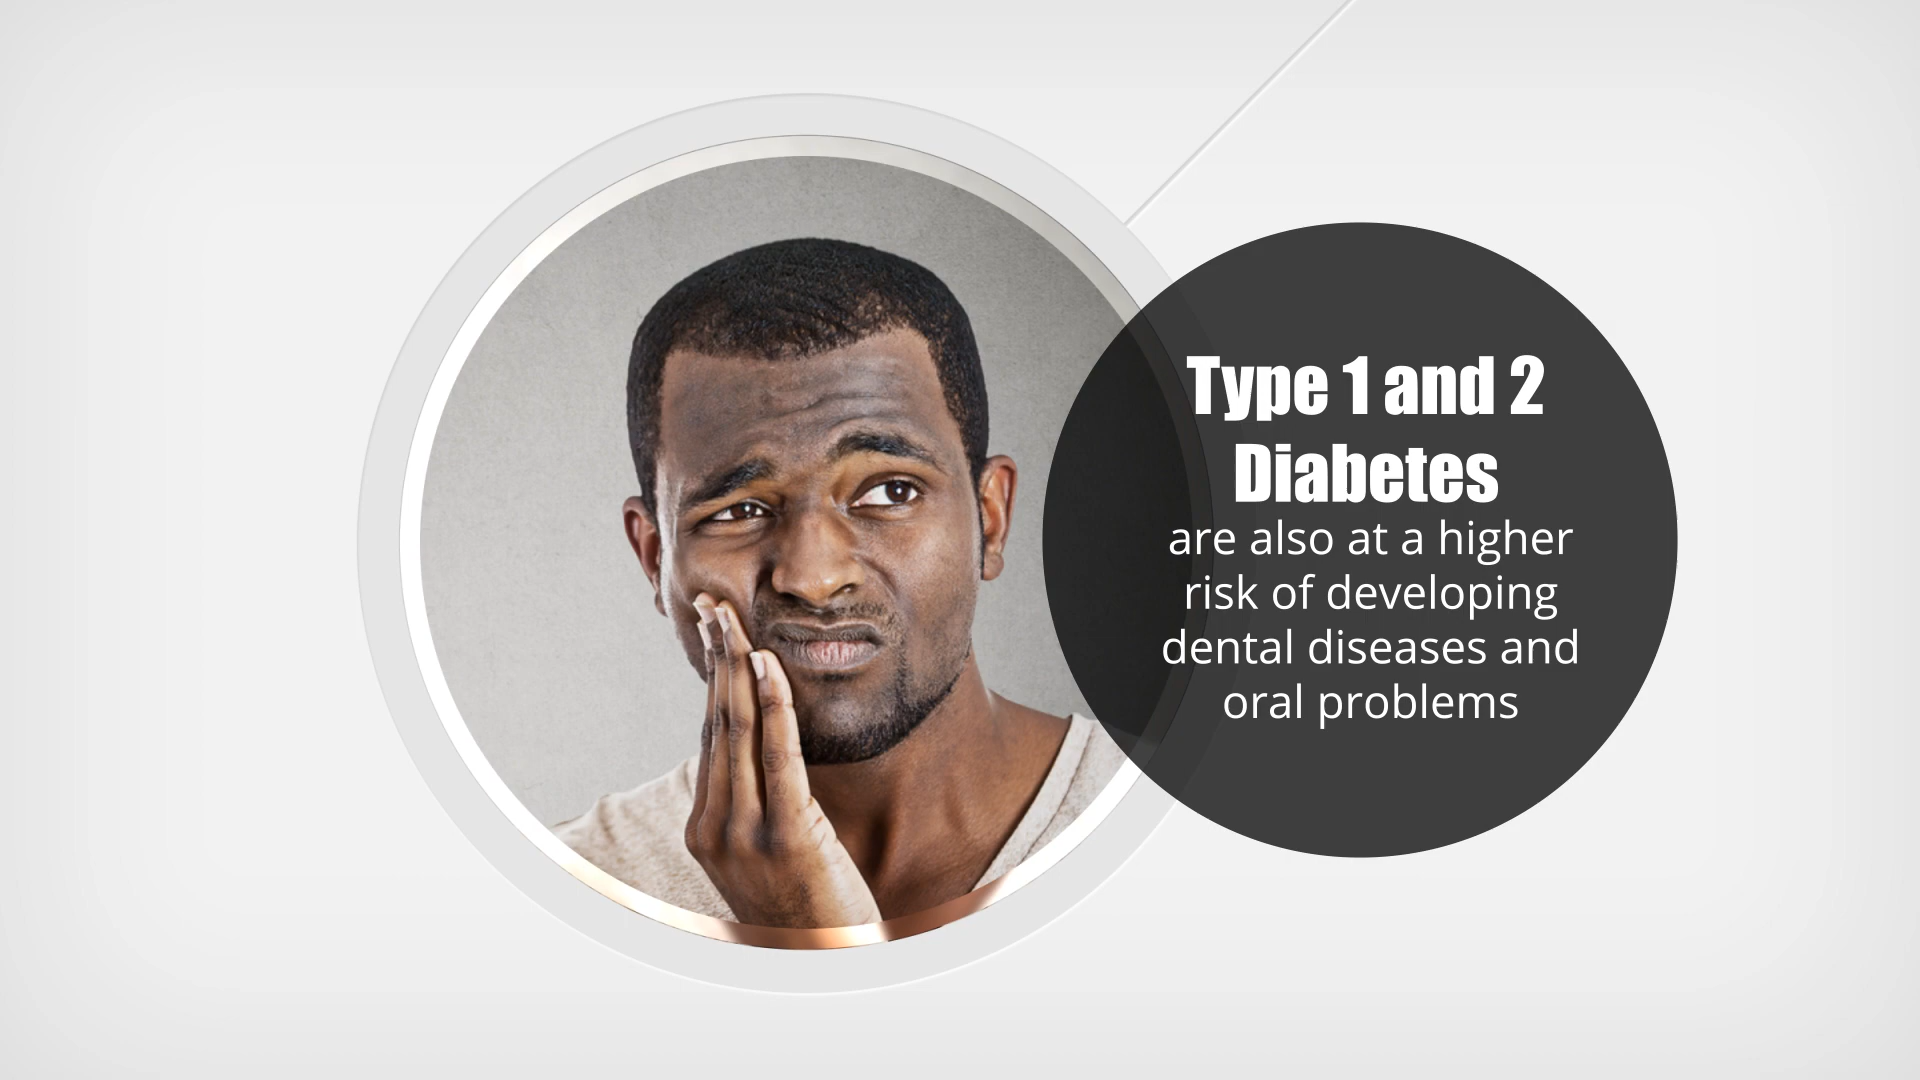 Type 1 and 2
Diabetes
are also at a higher
risk of developing
dental diseases and
oral problems